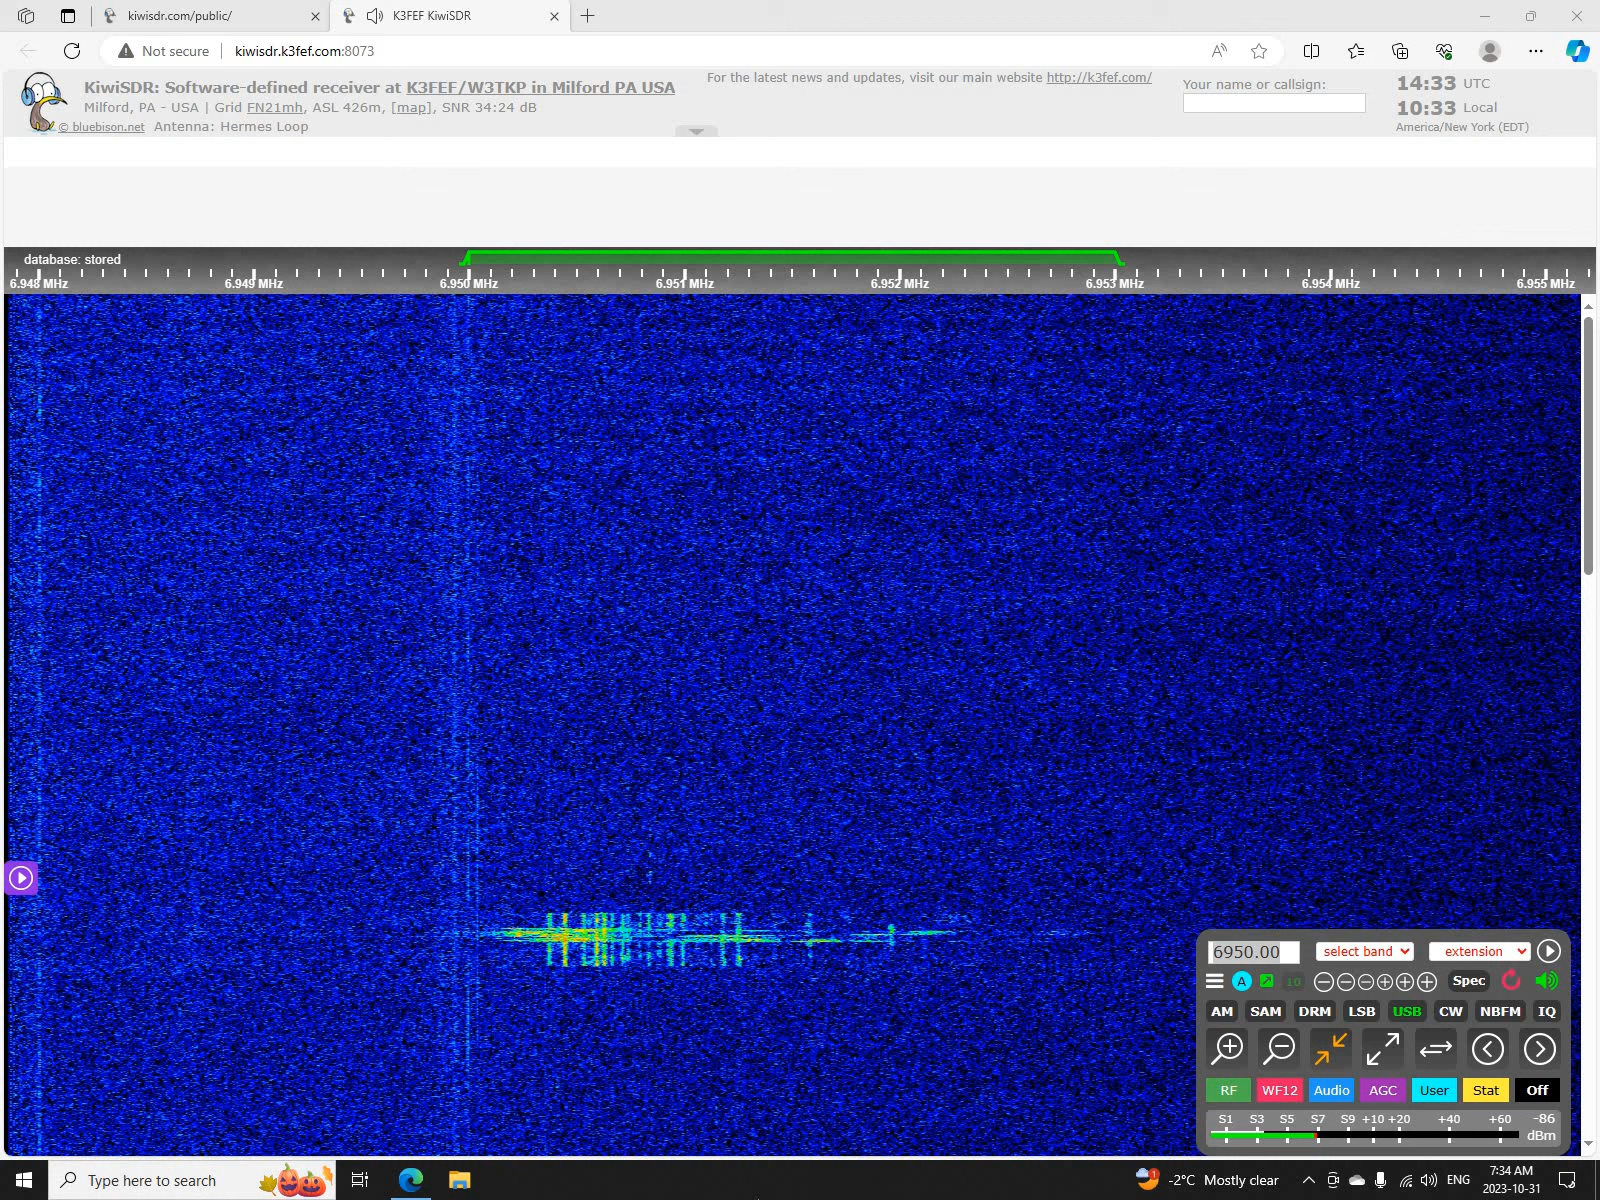 kiwisdr.com/public/
K3FEF KiwiSDR
Not secure
kiwisdr.k3fef.com:8073
KiwiSDR: Software-defined receiver at K3FEF/W3TKP in Milford PA USA
Milford, PA - USA | Grid FN21mh, ASL 426m, [map], SNR 34:24 dB
© bluebison.net Antenna: Hermes Loop
For the latest news and updates, visit our main website http://k3fef.com/
Your name or callsign:
14:33 UTC
10:33 Local
America/New York (EDT)
database: stored
6.948 MHz 6.949 MHz 6.950 MHz 6.951 MHz 6.952 MHz 6.953 MHz 6.954 MHz 6.955 MHz
6950.00 select band extension
A 10 Spec
AM SAM DRM LSB USB CW NBFM IQ
RF WF12 Audio AGC User Stat Off
S1 S3 S5 S7 S9 +10 +20 +40 +60 -86
dBm
Type here to search
1
-2°C Mostly clear
ENG
7:34 AM
2023-10-31